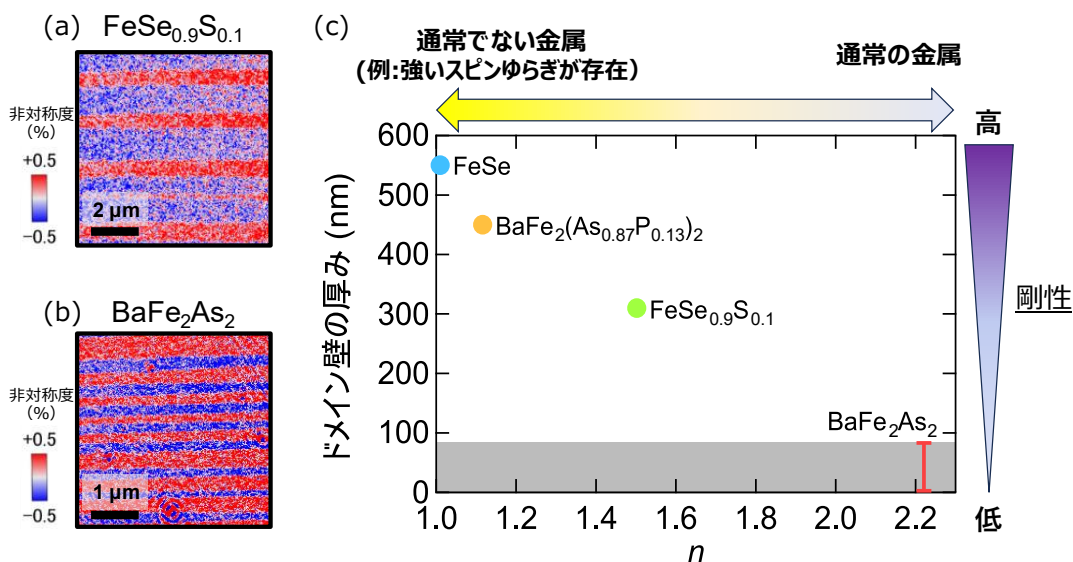 (a) FeSe0.9S0.1
非対称度
（%）
+0.5
−0.5
2 μm
(b) BaFe2As2
非対称度
（%）
+0.5
−0.5
1 μm
(c)
通常でない金属
(例:強いスピンゆらぎが存在）
通常の金属
ドメイン壁の厚み (nm)
600
500
400
300
200
100
0
FeSe
BaFe2(As0.87P0.13)2
FeSe0.9S0.1
BaFe2As2
1.0 1.2 1.4 1.6 1.8 2.0 2.2
n
高
剛性
低